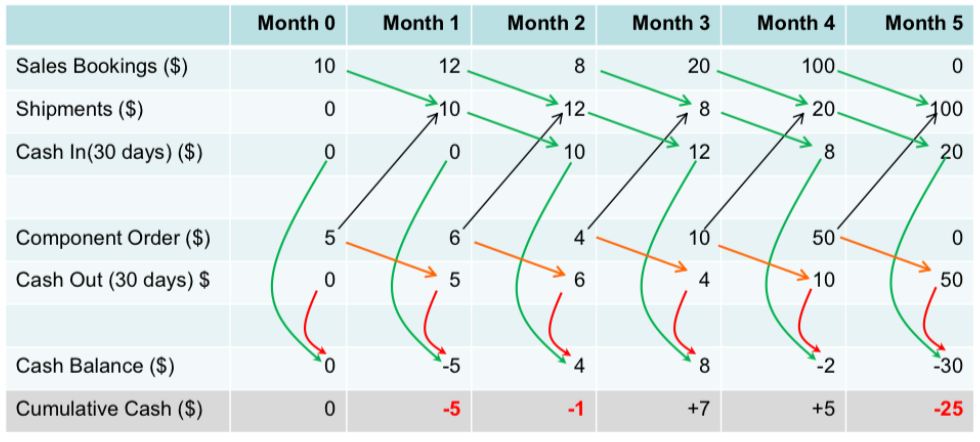 Month 0 Month 1 Month 2 Month 3 Month 4 Month 5
Sales Bookings ($) 10 12 8 20 100 0
Shipments ($) 0 10 12 8 20 100
Cash In(30 days) ($) 0 0 10 12 8 20
Component Order ($) 5 6 4 10 50 0
Cash Out (30 days) $ 0 5 6 4 10 50
Cash Balance ($) 0 -5 4 8 -2 -30
Cumulative Cash ($) 0 -5 -1 +7 +5 -25